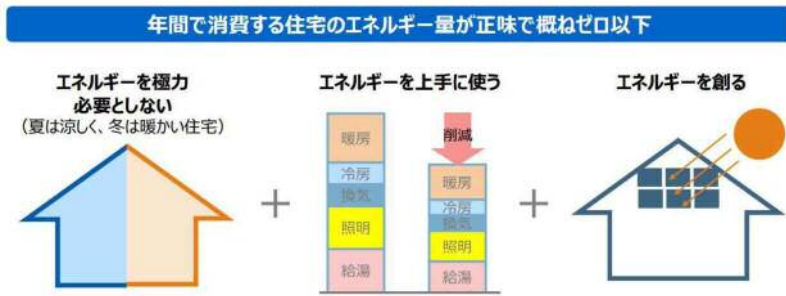 年間で消費する住宅のエネルギー量が正味で概ねゼロ以下
エネルギーを極力
必要としない
(夏は涼しく、冬は暖かい住宅)
エネルギーを上手に使う
暖房
冷房
換気
照明
給湯
削減
暖房
冷房
換気
照明
給湯
エネルギーを創る